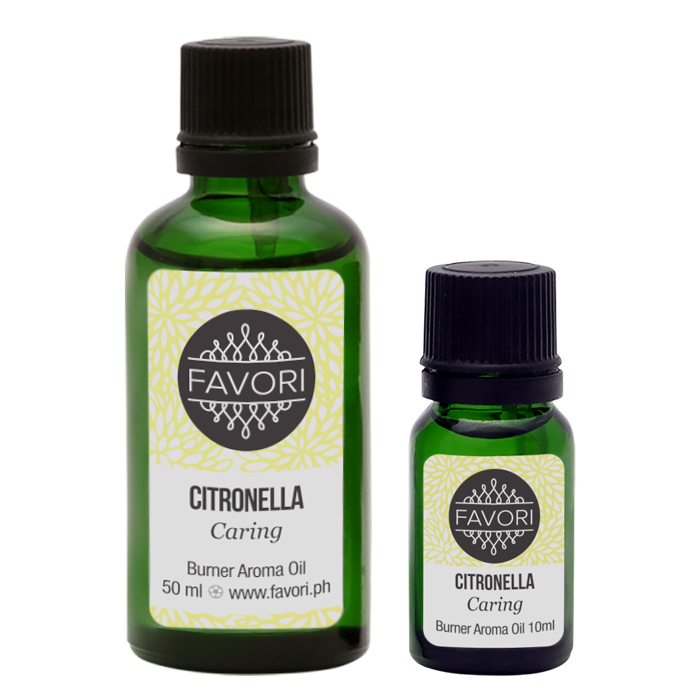 FAVORI
CITRONELLA
Caring
Burner Aroma Oil
50 ml www.favori.ph
FAVORI
CITRONELLA
Caring
Burner Aroma Oil 10ml